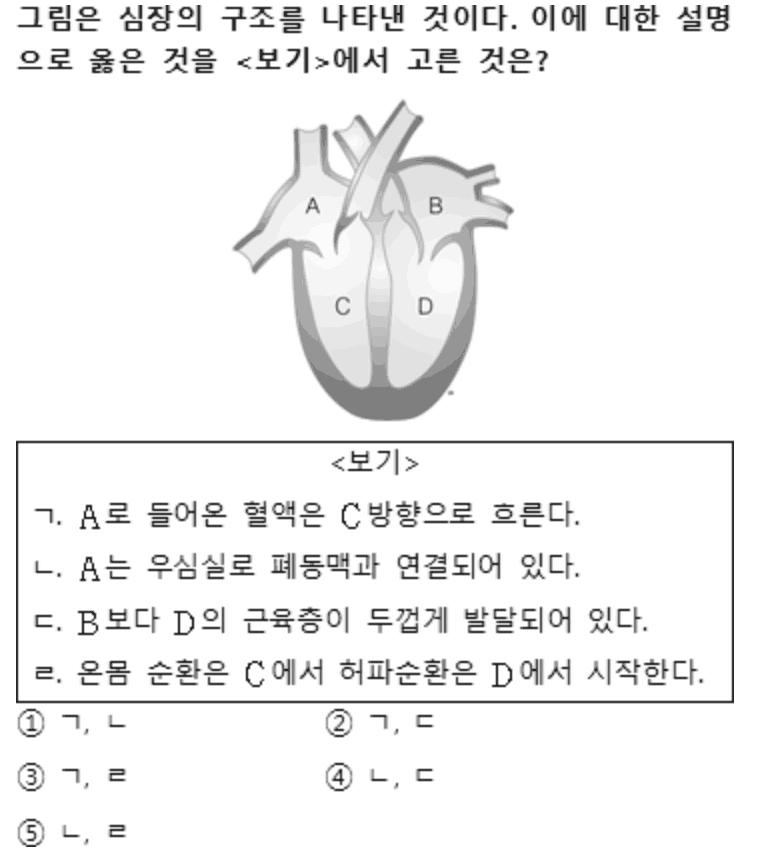 그림은 심장의 구조를 나타낸 것이다. 이에 대한 설명
으로 옳은 것을 <보기>에서 고른 것은?
A
B
C
D
<보기>
ㄱ. A로 들어온 혈액은 C방향으로 흐른다.
ㄴ. A는 우심실로 폐동맥과 연결되어 있다.
ㄷ. B보다 D의 근육층이 두껍게 발달되어 있다.
ㄹ. 온몸 순환은 C에서 허파순환은 D에서 시작한다.
① ㄱ, ㄴ ② ㄱ, ㄷ
③ ㄱ, ㄹ ④ ㄴ, ㄷ
⑤ ㄴ, ㄹ